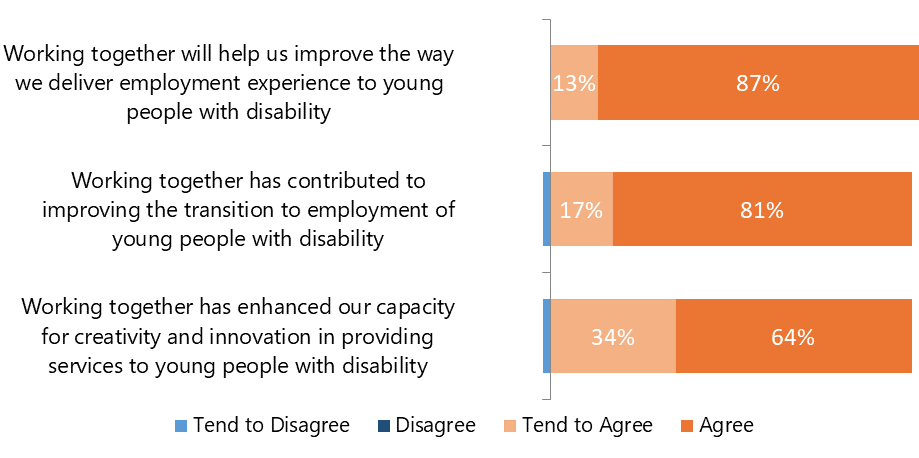 Working together will help us improve the way
we deliver employment experience to young
people with disability
13% 87%
Working together has contributed to
improving the transition to employment of
young people with disability
17% 81%
Working together has enhanced our capacity
for creativity and innovation in providing
services to young people with disability
34% 64%
Tend to Disagree Disagree Tend to Agree Agree